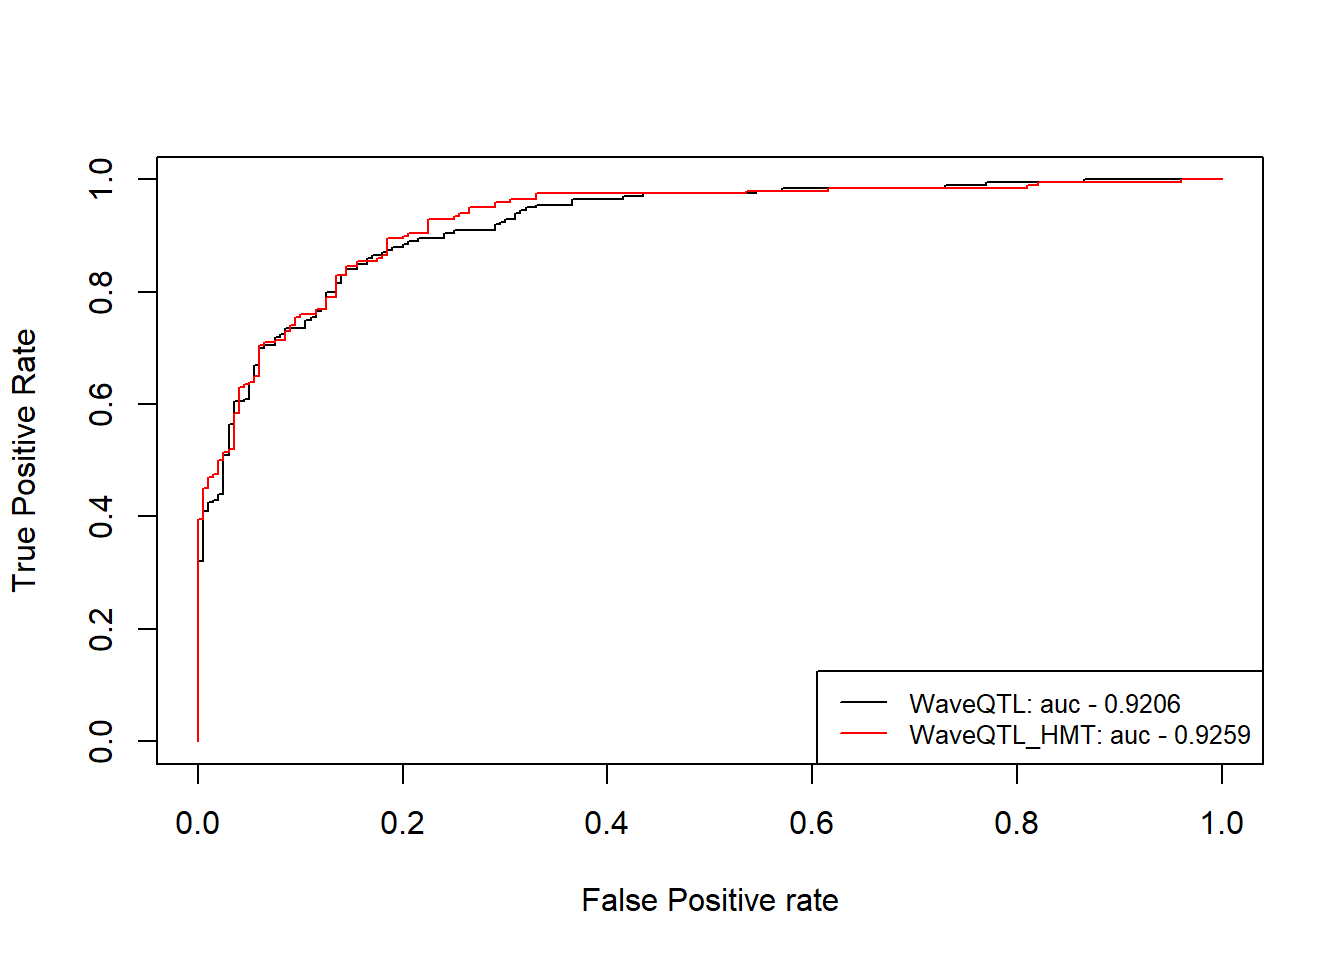 True Positive Rate
1.0
0.8
0.6
0.4
0.2
0.0
WaveQTL: auc - 0.9206
WaveQTL_HMT: auc - 0.9259
0.0 0.2 0.4 0.6 0.8 1.0
False Positive rate